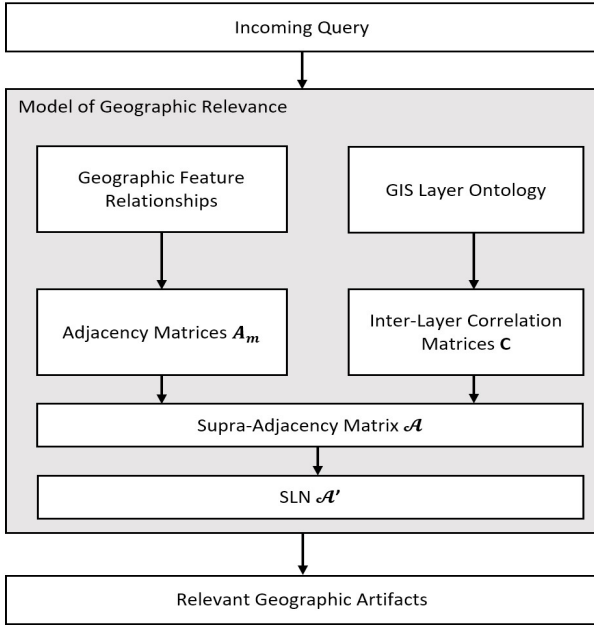 Incoming Query
Model of Geographic Relevance
Geographic Feature
Relationships
GIS Layer Ontology
Adjacency Matrices 𝑨𝒎
Inter-Layer Correlation
Matrices C
Supra-Adjacency Matrix 𝓐
SLN 𝓐′
Relevant Geographic Artifacts